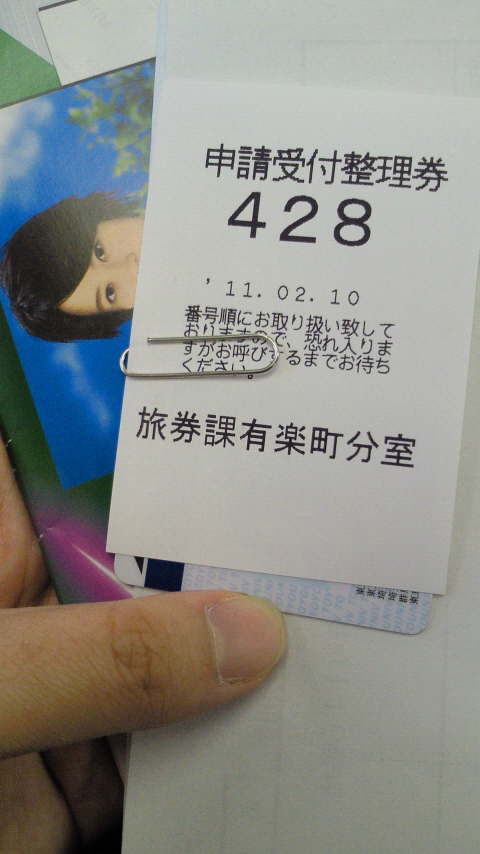 申請受付整理券
428
'11.02.10
番号順にお取り扱い致して
おりますので、恐れ入りま
すがお呼びするまでお待ち
ください。
旅券課有楽町分室